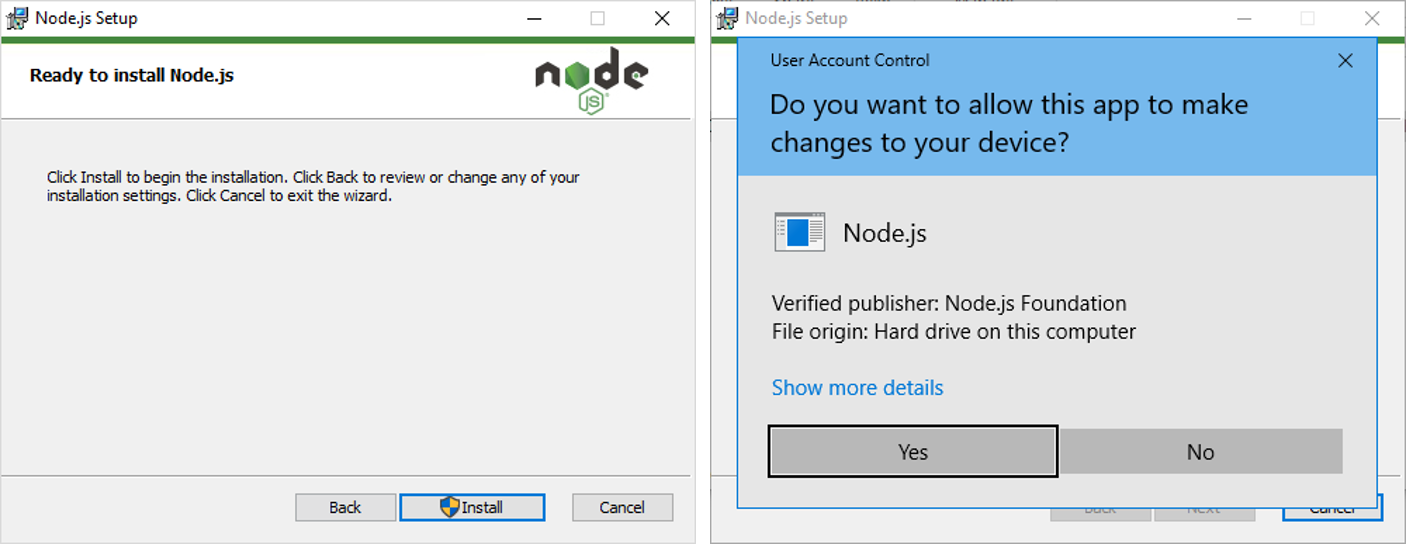 Node.js Setup
Ready to install Node.js
node
JS
Click Install to begin the installation. Click Back to review or change any of your
installation settings. Click Cancel to exit the wizard.
Back
Install
Cancel
Node.js Setup
User Account Control
Do you want to allow this app to make
changes to your device?
Node.js
Verified publisher: Node.js Foundation
File origin: Hard drive on this computer
Show more details
Yes
No
Back
Next
Cancel